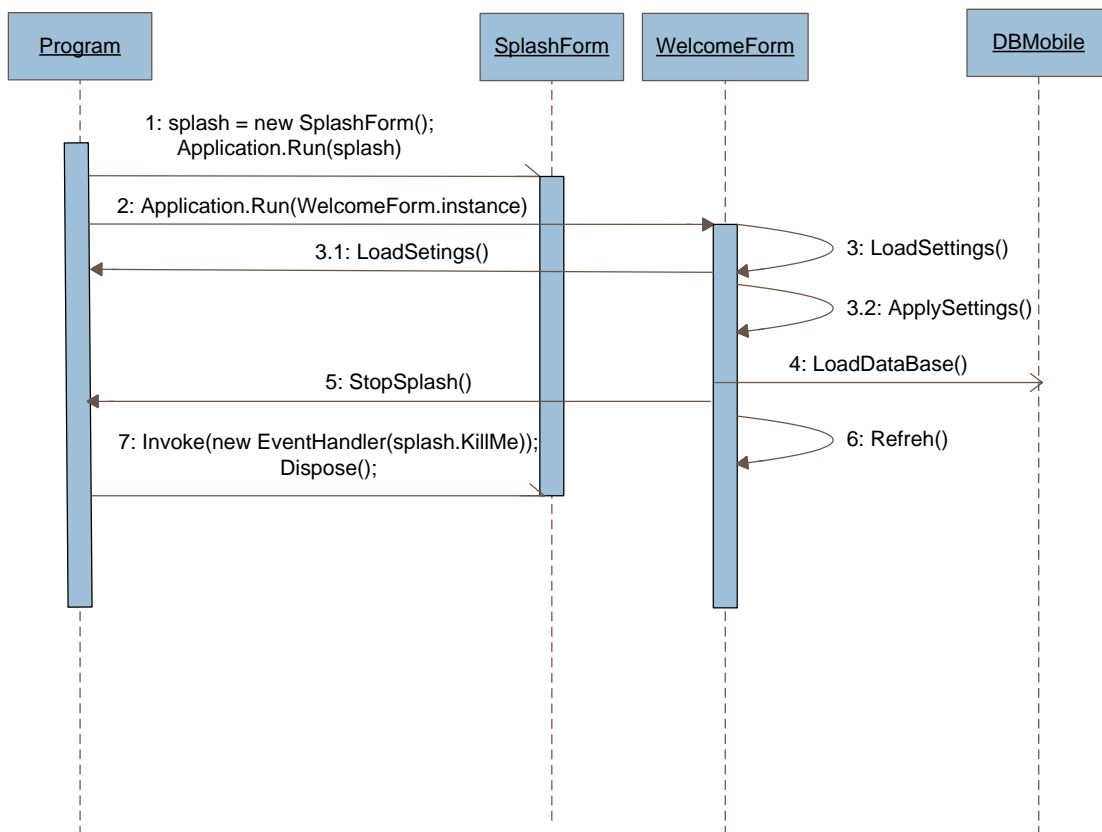 Program
SplashForm
WelcomeForm
DBMobile
1: splash = new SplashForm();
Application.Run(splash)
2: Application.Run(WelcomeForm.instance)
3: LoadSettings()
3.1: LoadSetings()
3.2: ApplySettings()
4: LoadDataBase()
5: StopSplash()
7: Invoke(new EventHandler(splash.KillMe));
Dispose();
6: Refreh()